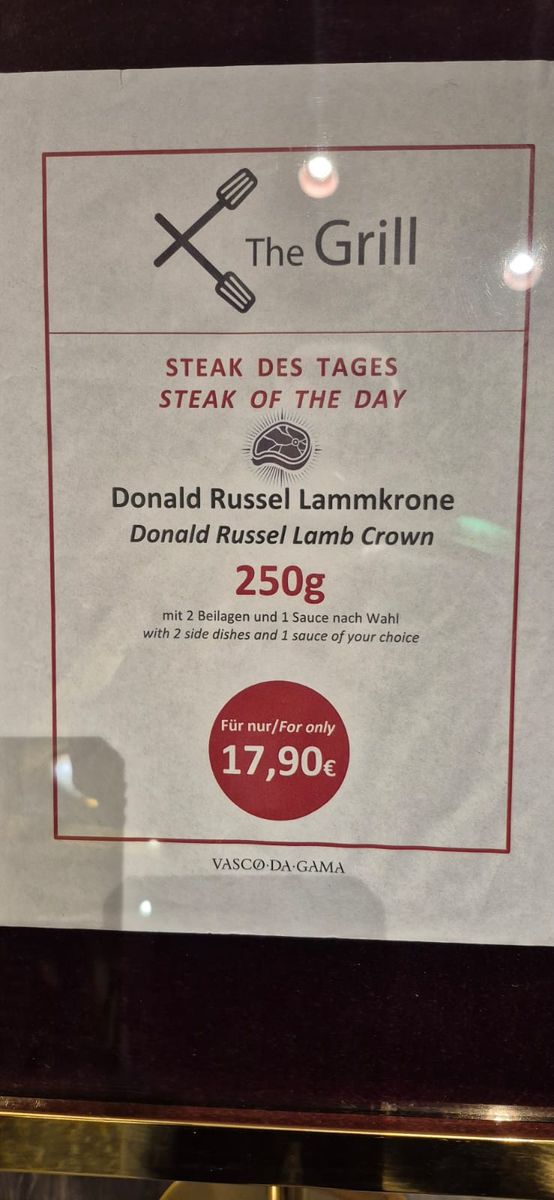 The Grill
STEAK DES TAGES
STEAK OF THE DAY
Donald Russel Lammkrone
Donald Russel Lamb Crown
250g
mit 2 Beilagen und 1 Sauce nach Wahl
with 2 side dishes and 1 sauce of your choice
Für nur/For only
17,90€
VASCO·DA·GAMA